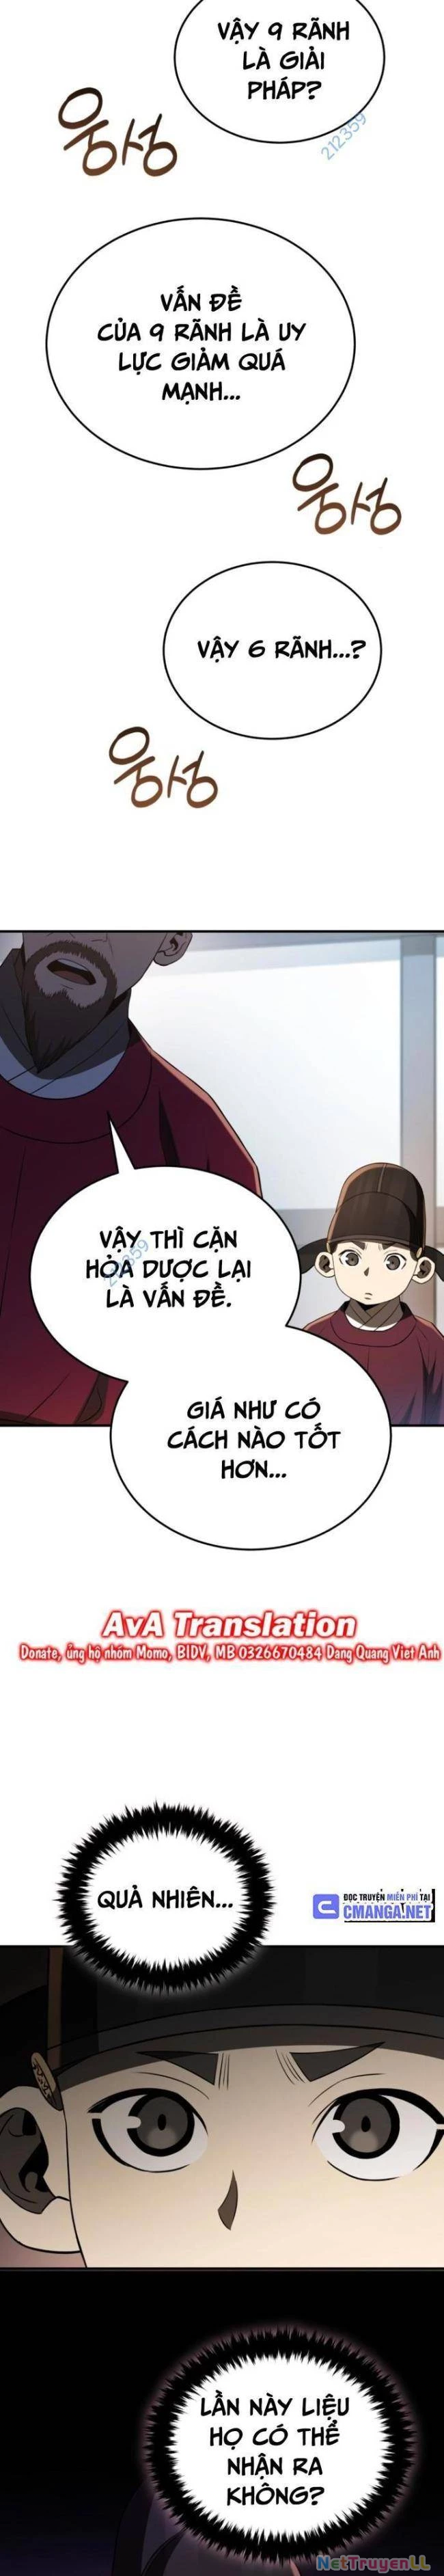 VẬY 9 RÃNH
LÀ GIẢI
PHÁP?
웅성
212359
VẤN ĐỀ
CỦA 9 RÃNH LÀ UY
LỰC GIẢM QUÁ
MẠNH...
웅성
VẬY 6 RÃNH...?
웅성
VẬY THÌ CẶN
HỎA DƯỢC LẠI
LÀ VẤN ĐỀ.
212359
GIÁ NHƯ CÓ
CÁCH NÀO TỐT
HƠN...
AvA Translation
Donate, ủng hộ nhóm Momo, BIDV, MB 0326670484 Dang Quang Viet Anh
QUẢ NHIÊN...
ĐỌC TRUYỆN MIỄN PHÍ TẠI
CMANGA.NET
LẦN NÀY LIỆU
HỌ CÓ THỂ
NHẬN RA
KHÔNG?
NetTruyenLL